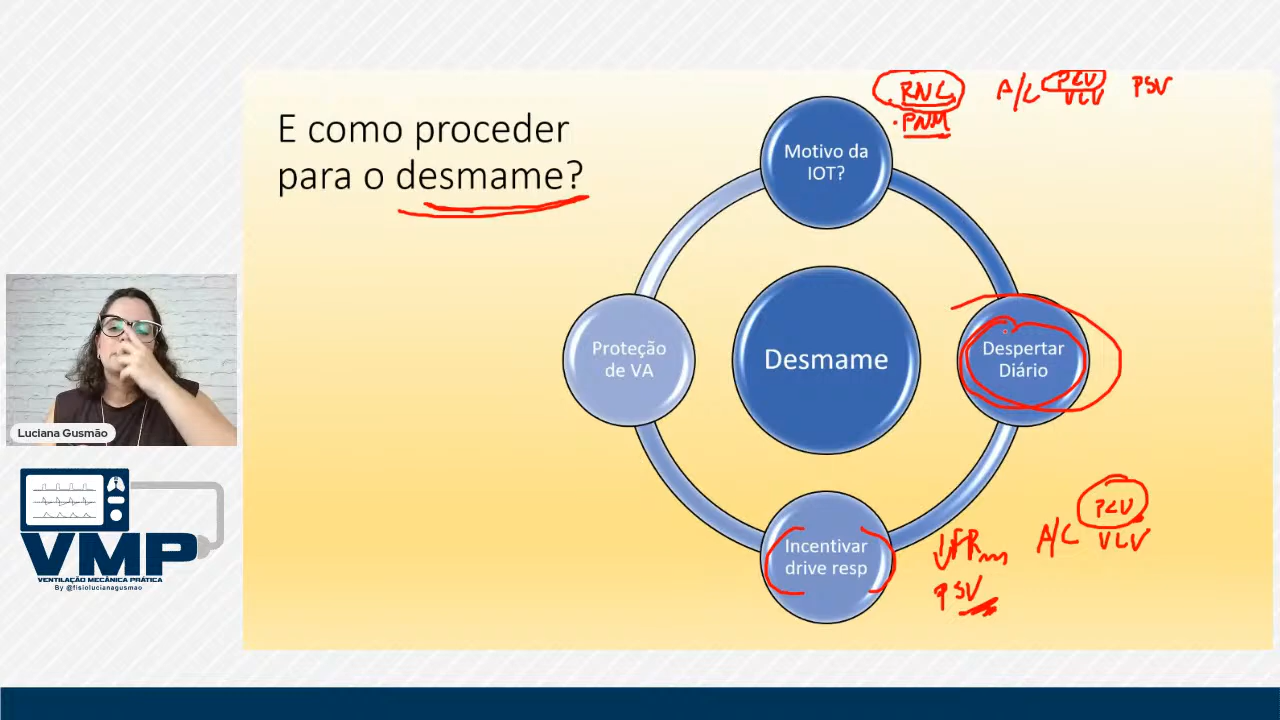 E como proceder
para o desmame?
RNC
A/C PCV
VCV
PSV
. PNM
Motivo da
IOT?
Despertar
Diário
Desmame
Proteção
de VA
Incentivar
drive resp
↓FR
PSV
A/C PCV
VCV
Luciana Gusmão
VMP
VENTILAÇÃO MECÂNICA PRÁTICA
By @fisiolucianagusmao